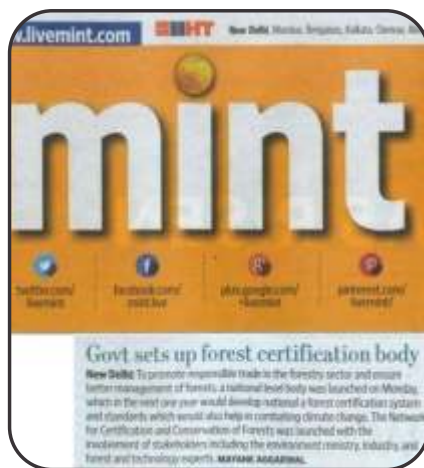 w.livemint.com HT New Delhi, Mumbai, Bengaluru, Kolkata, Chennai,
mint
twitter.com/ facebook.com/ plus.google.com/ pinterest.com/
livemint mint.live +livemint livemint/
Govt sets up forest certification body
New Delhi: To promote responsible trade in the forestry sector and ensure
better management of forests, a national level body was launched on Monday,
which in the next one year would develop national a forest certification system
and standards which would also help in combating climate change. The Network
for Certification and Conservation of Forests was launched with the
involvement of stakeholders including the environment ministry, industry, and
forest and technology experts. MAYANK AGGARWAL